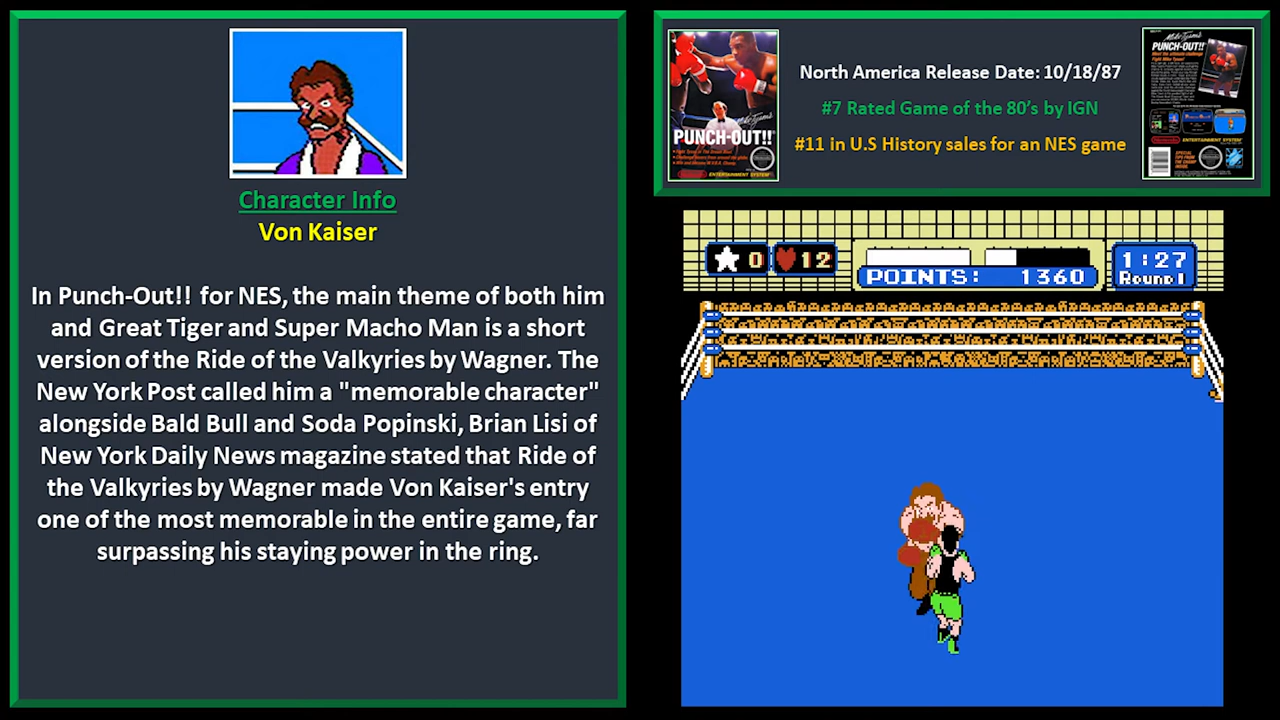 Character Info
Von Kaiser
In Punch-Out!! for NES, the main theme of both him
and Great Tiger and Super Macho Man is a short
version of the Ride of the Valkyries by Wagner. The
New York Post called him a "memorable character"
alongside Bald Bull and Soda Popinski, Brian Lisi of
New York Daily News magazine stated that Ride of
the Valkyries by Wagner made Von Kaiser's entry
one of the most memorable in the entire game, far
surpassing his staying power in the ring.
Mike Tyson's
PUNCH-OUT!!
ENTERTAINMENT SYSTEM
North America Release Date: 10/18/87
#7 Rated Game of the 80's by IGN
#11 in U.S History sales for an NES game
Mike Tyson's
PUNCH-OUT!!
ENTERTAINMENT SYSTEM
0 12
POINTS: 1360
1:27
Round 1